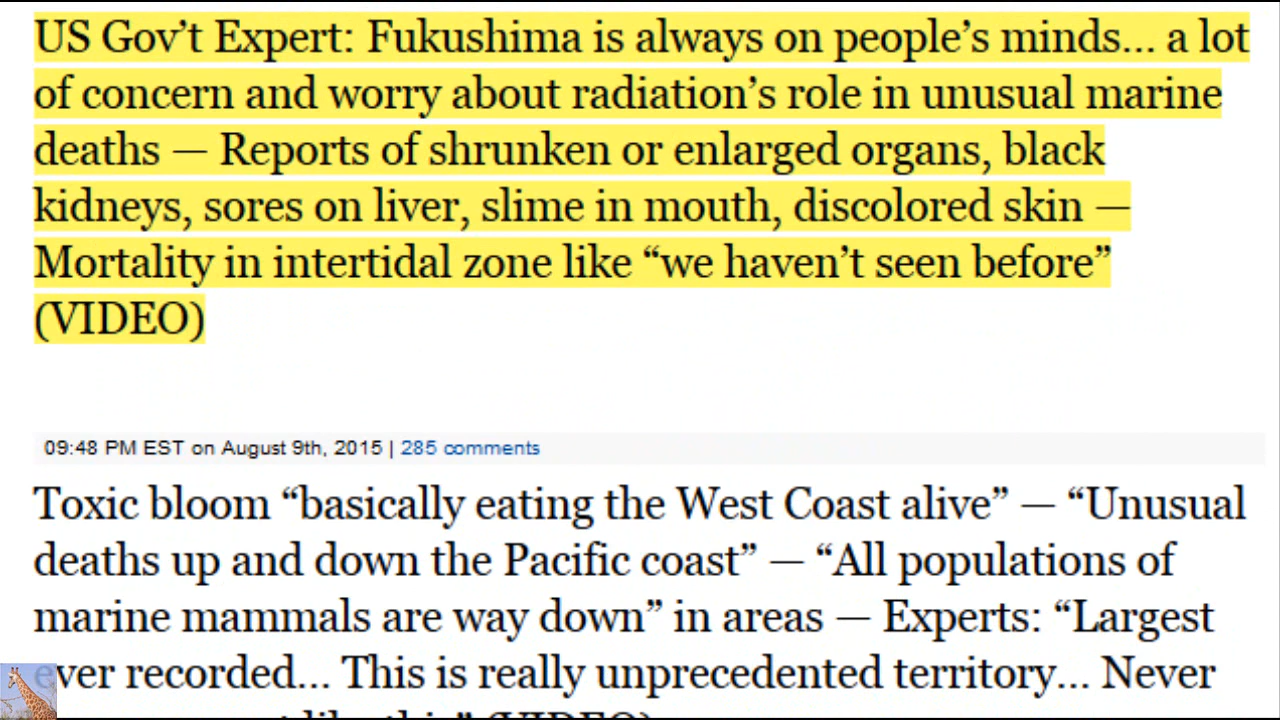 US Gov’t Expert: Fukushima is always on people’s minds… a lot
of concern and worry about radiation’s role in unusual marine
deaths — Reports of shrunken or enlarged organs, black
kidneys, sores on liver, slime in mouth, discolored skin —
Mortality in intertidal zone like “we haven’t seen before”
(VIDEO)
09:48 PM EST on August 9th, 2015 | 285 comments
Toxic bloom “basically eating the West Coast alive” — “Unusual
deaths up and down the Pacific coast” — “All populations of
marine mammals are way down” in areas — Experts: “Largest
ever recorded… This is really unprecedented territory… Never
like this” (VIDEO)